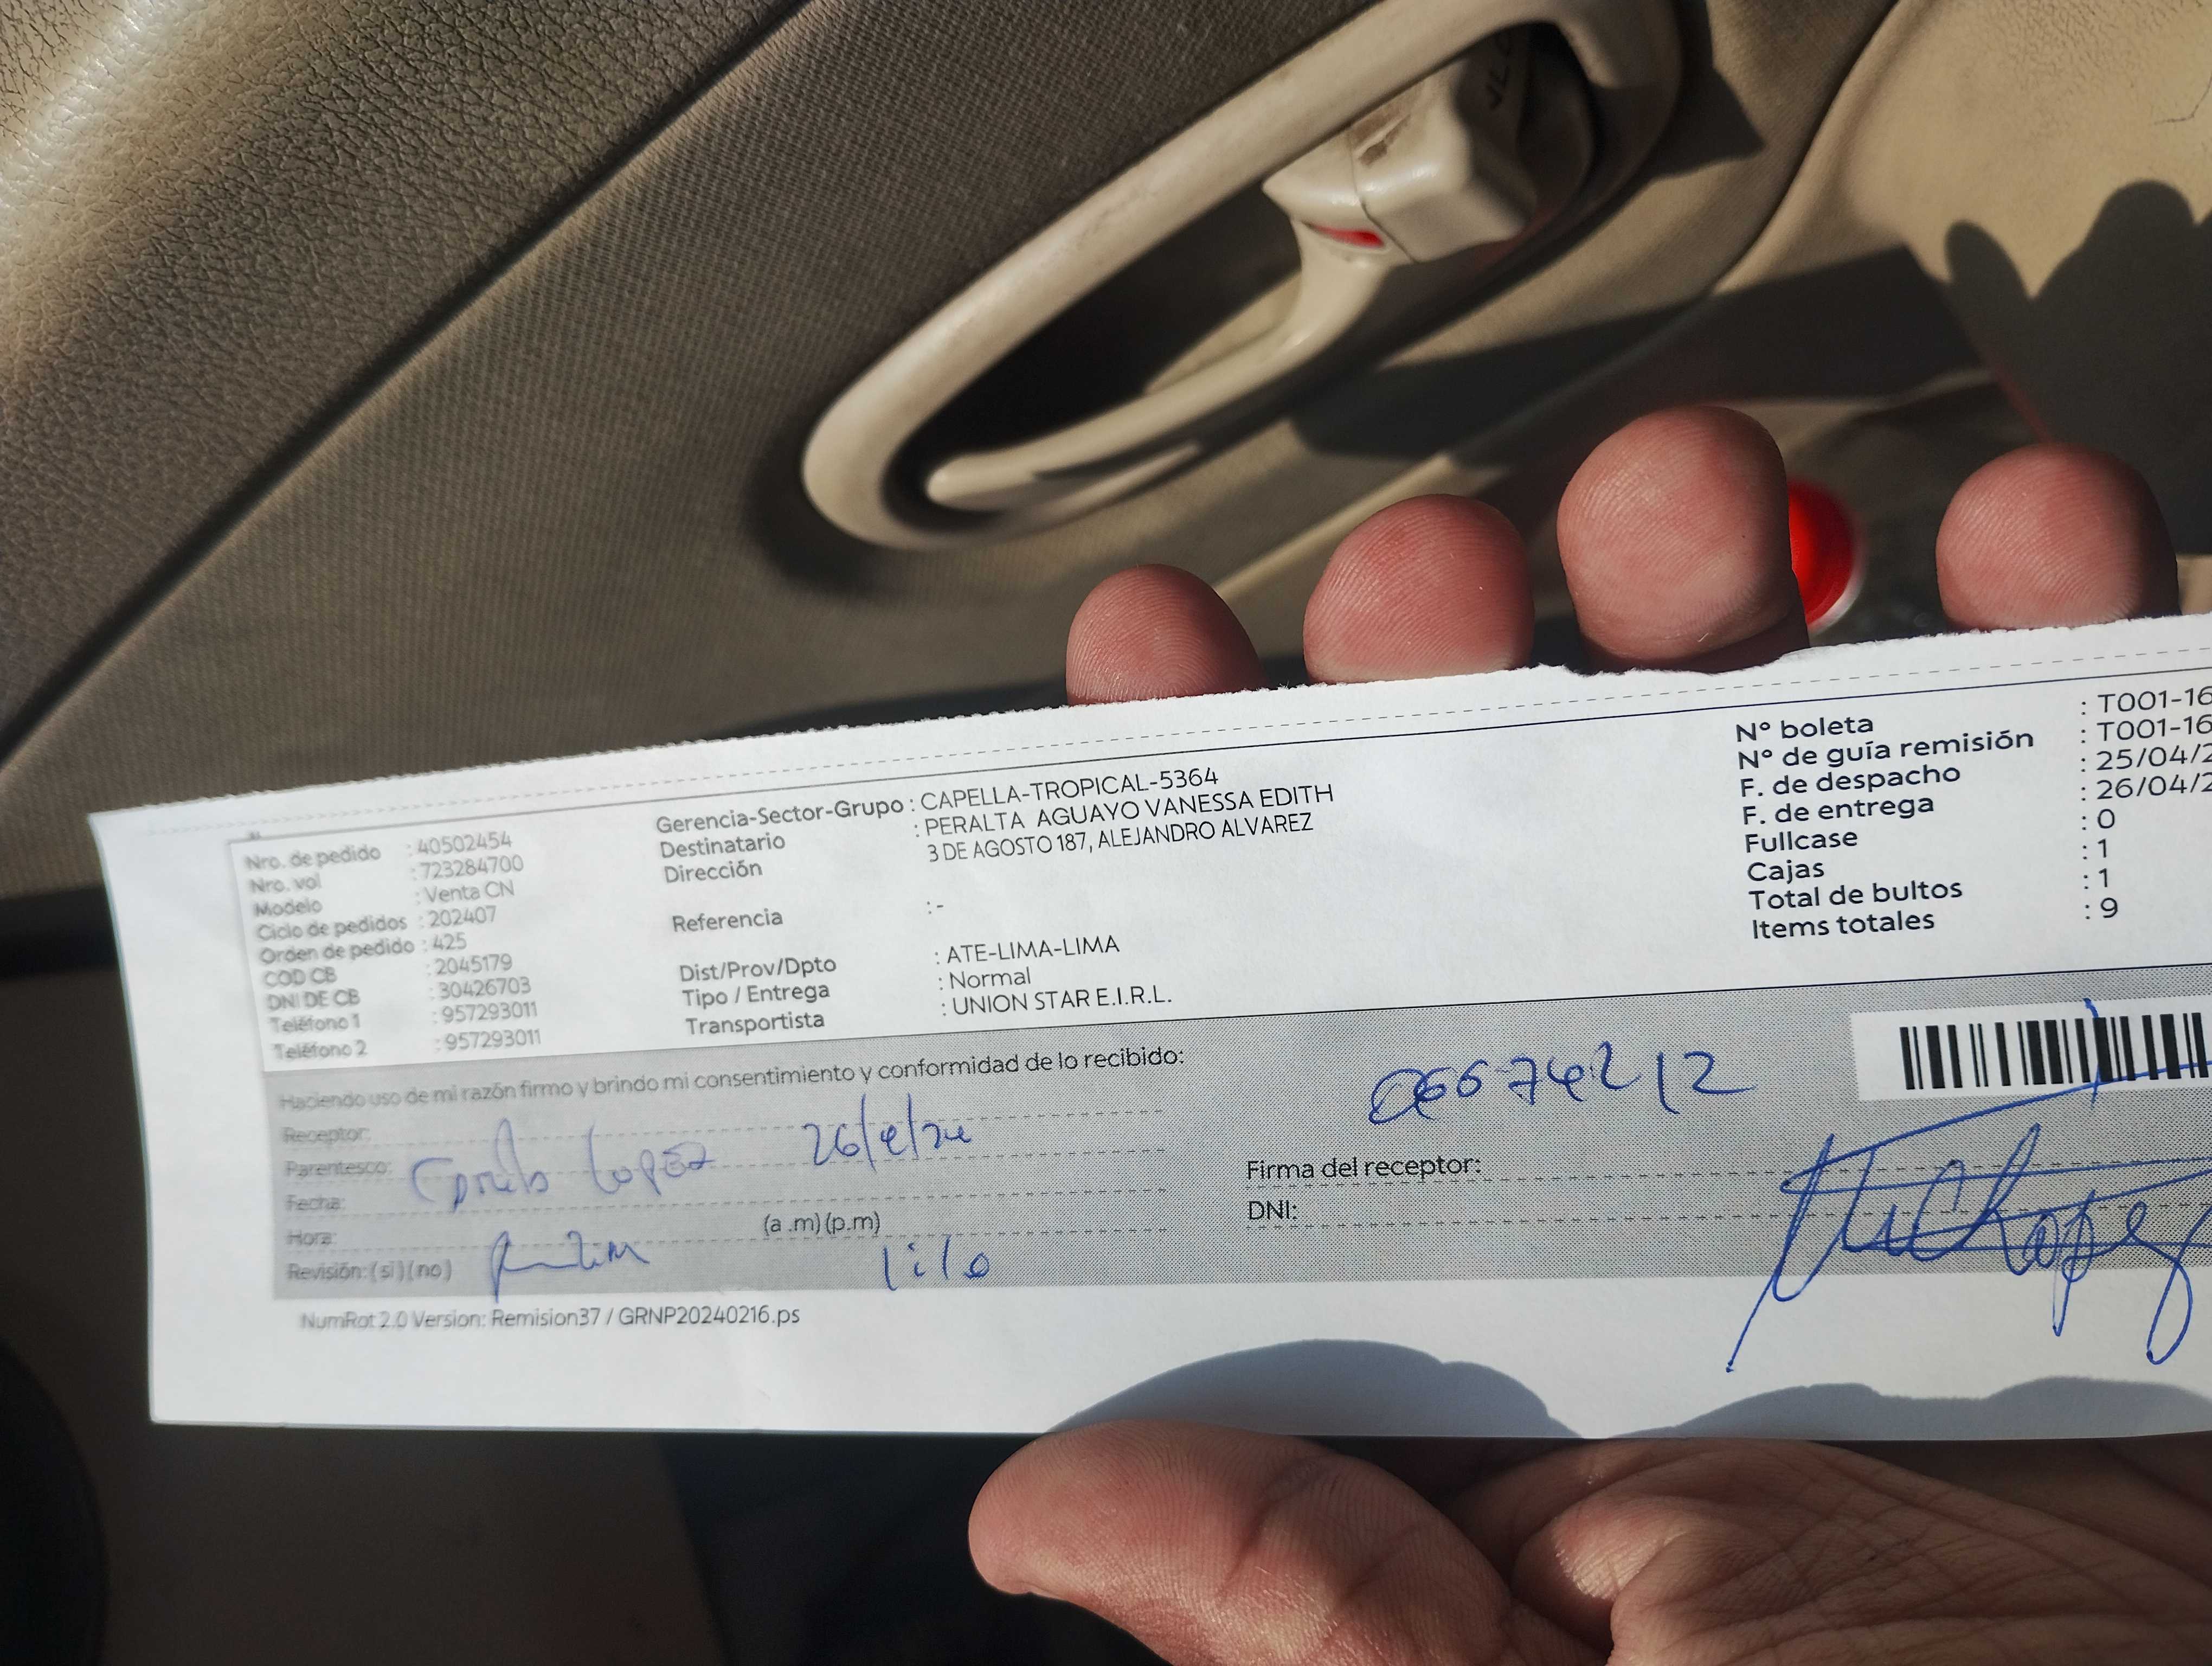 Nro. de pedido : 40502454
Nro. vol : 723284700
Modelo : Venta CN
Ciclo de pedidos : 202407
Orden de pedido : 425
COD CB : 2045179
DNI DE CB : 30426703
Teléfono 1 : 957293011
Teléfono 2 : 957293011
Gerencia-Sector-Grupo : CAPELLA-TROPICAL-5364
Destinatario : PERALTA AGUAYO VANESSA EDITH
Dirección 3 DE AGOSTO 187, ALEJANDRO ALVAREZ
Referencia :-
Dist/Prov/Dpto : ATE-LIMA-LIMA
Tipo / Entrega : Normal
Transportista : UNION STAR E.I.R.L.
N° boleta : T001-16
N° de guía remisión : T001-16
F. de despacho : 25/04/2
F. de entrega : 26/04/2
Fullcase : 0
Cajas : 1
Total de bultos : 1
Items totales : 9
Haciendo uso de mi razón firmo y brindo mi consentimiento y conformidad de lo recibido:
Receptor:
Parentesco: Lopez 26/4/24
Fecha:
Hora: (a .m) (p.m)
Revisión: (si) (no)
Firma del receptor:
DNI:
NumRot 2.0 Version: Remision37 / GRNP20240216.ps